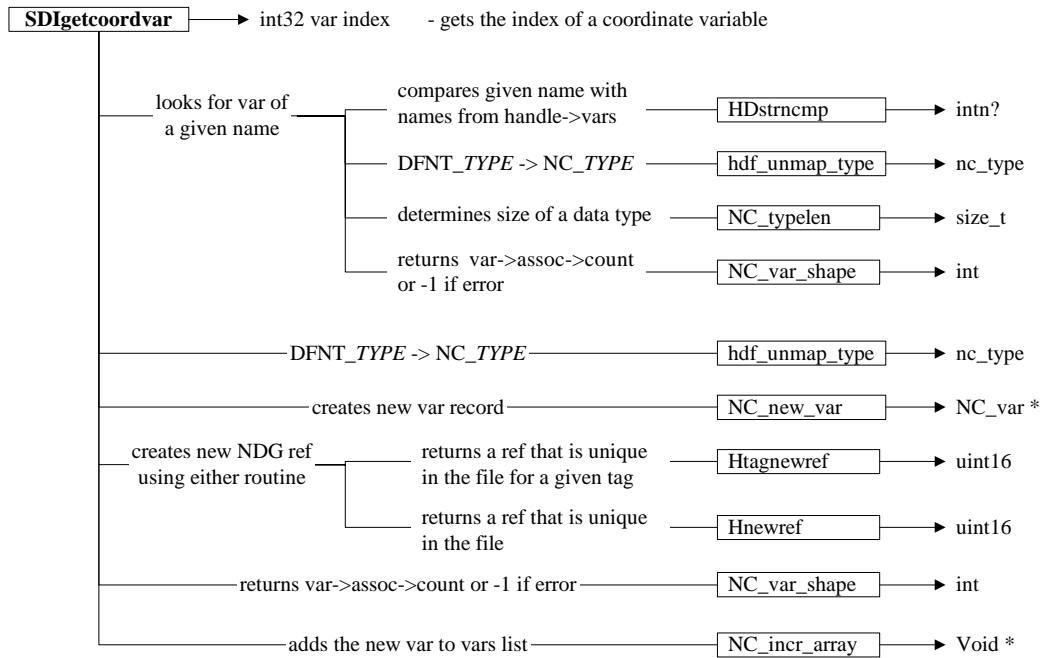 SDIgetcoordvar int32 var index - gets the index of a coordinate variable
looks for var of
a given name
compares given name with
names from handle->vars
HDstrncmp intn?
DFNT_TYPE -> NC_TYPE hdf_unmap_type nc_type
determines size of a data type NC_typelen size_t
returns var->assoc->count
or -1 if error
NC_var_shape int
DFNT_TYPE -> NC_TYPE hdf_unmap_type nc_type
creates new var record NC_new_var NC_var *
creates new NDG ref
using either routine
returns a ref that is unique
in the file for a given tag
Htagnewref uint16
returns a ref that is unique
in the file
Hnewref uint16
returns var->assoc->count or -1 if error NC_var_shape int
adds the new var to vars list NC_incr_array Void *